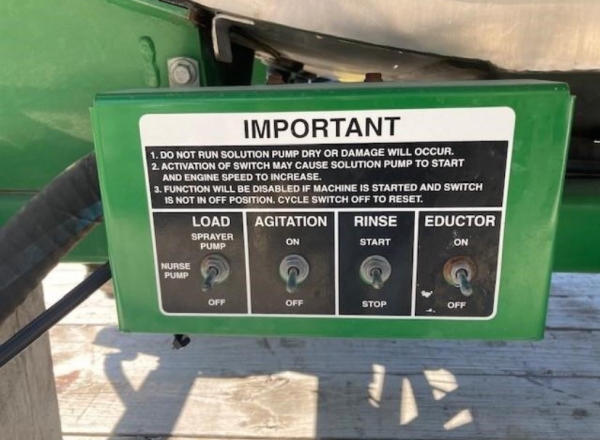 IMPORTANT
1. DO NOT RUN SOLUTION PUMP DRY OR DAMAGE WILL OCCUR.
2. ACTIVATION OF SWITCH MAY CAUSE SOLUTION PUMP TO START
AND ENGINE SPEED TO INCREASE.
3. FUNCTION WILL BE DISABLED IF MACHINE IS STARTED AND SWITCH
IS NOT IN OFF POSITION. CYCLE SWITCH OFF TO RESET.
LOAD
SPRAYER
PUMP
NURSE
PUMP
OFF
AGITATION
ON
OFF
RINSE
START
STOP
EDUCTOR
ON
OFF